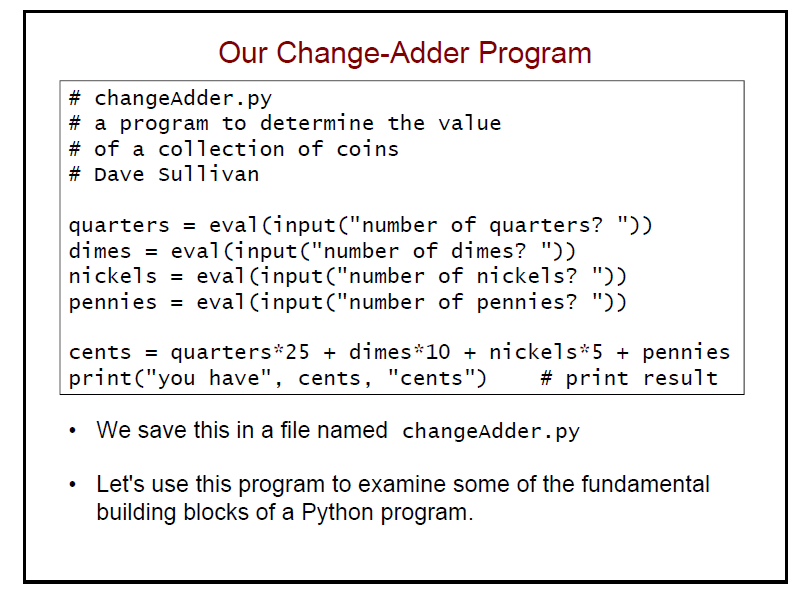 Our Change-Adder Program
# changeAdder.py
# a program to determine the value
# of a collection of coins
# Dave Sullivan
quarters = eval(input("number of quarters? "))
dimes = eval(input("number of dimes? "))
nickels = eval(input("number of nickels? "))
pennies = eval(input("number of pennies? "))
cents = quarters*25 + dimes*10 + nickels*5 + pennies
print("you have", cents, "cents")    # print result
• We save this in a file named changeAdder.py
• Let's use this program to examine some of the fundamental
building blocks of a Python program.